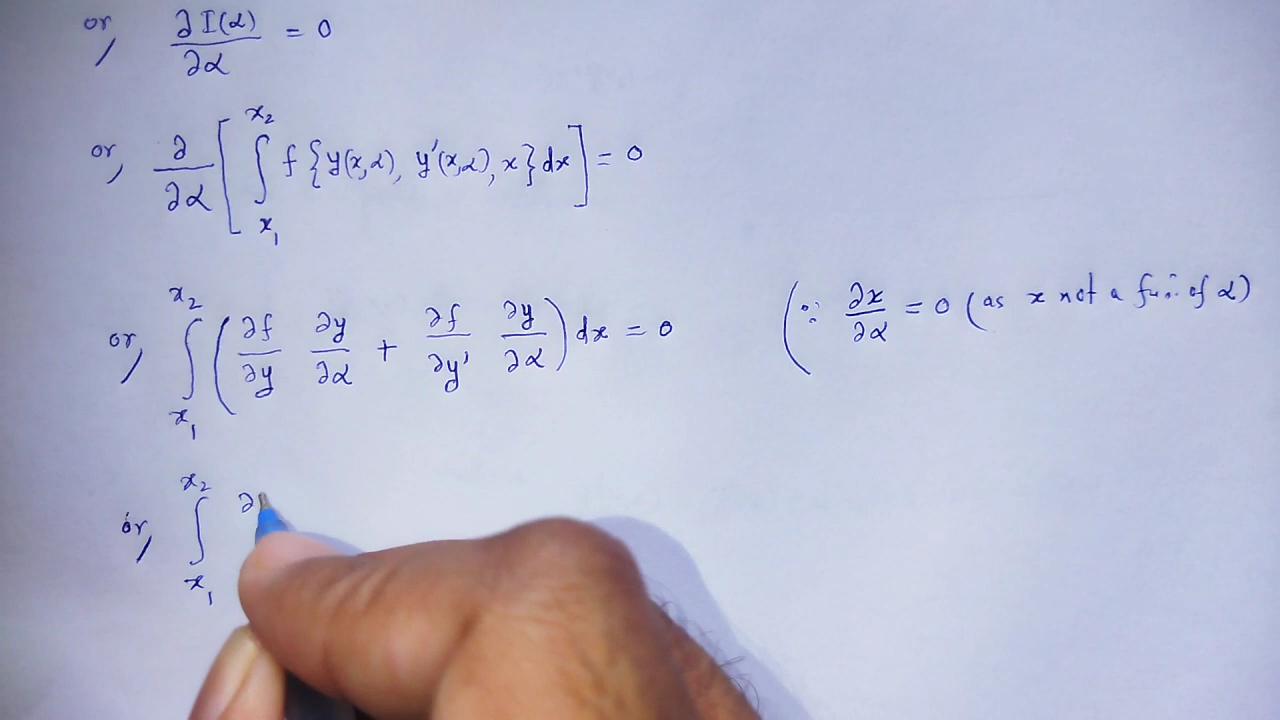 or, ∂I(α)/∂α = 0
or, ∂/∂α [ ∫_{x₁}^{x₂} f {y(x,α), y'(x,α), x} dx ] = 0
or, ∫_{x₁}^{x₂} ( ∂f/∂y ∂y/∂α + ∂f/∂y' ∂y/∂α ) dx = 0 ( ∵ ∂x/∂α = 0 (as x not a fun. of α)
or, ∫_{x₁}^{x₂} ∂